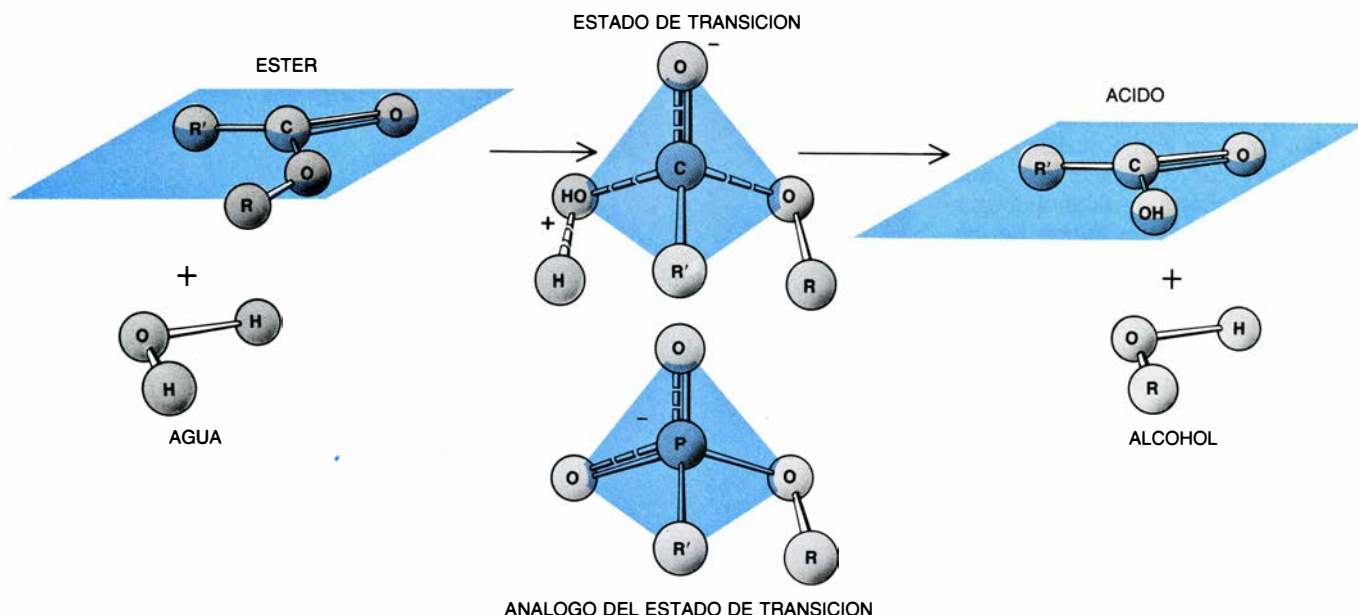 ESTADO DE TRANSICION
ESTER
R'
C
O
O
R
+
O
H
H
AGUA
O
−
C
HO
+
H
R'
O
R
O
−
P
O
R'
O
R
ANALOGO DEL ESTADO DE TRANSICION
ACIDO
R'
C
O
OH
+
O
H
R
ALCOHOL